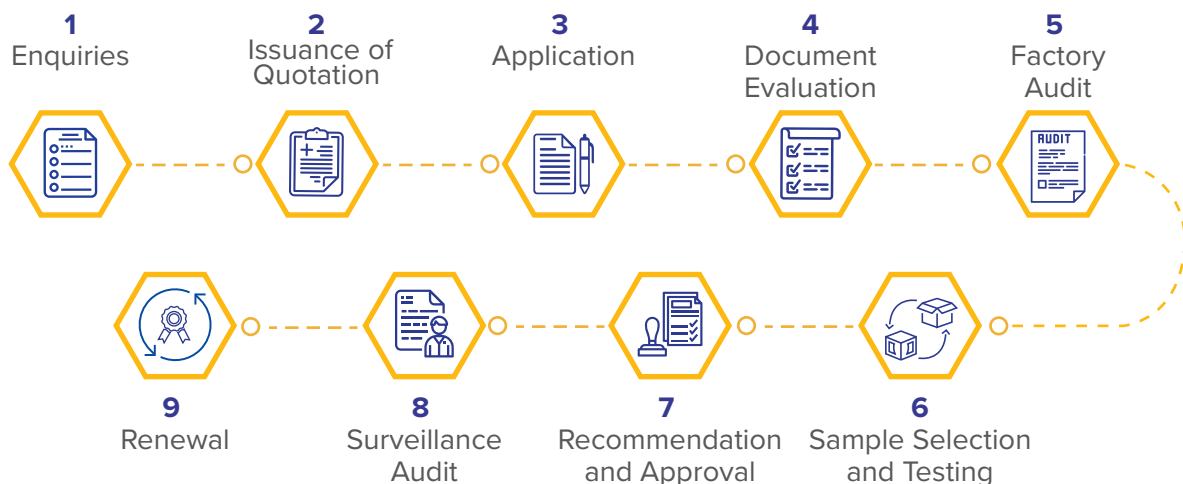 1
Enquiries
2
Issuance of
Quotation
3
Application
4
Document
Evaluation
5
Factory
Audit
AUDIT
6
Sample Selection
and Testing
7
Recommendation
and Approval
8
Surveillance
Audit
9
Renewal